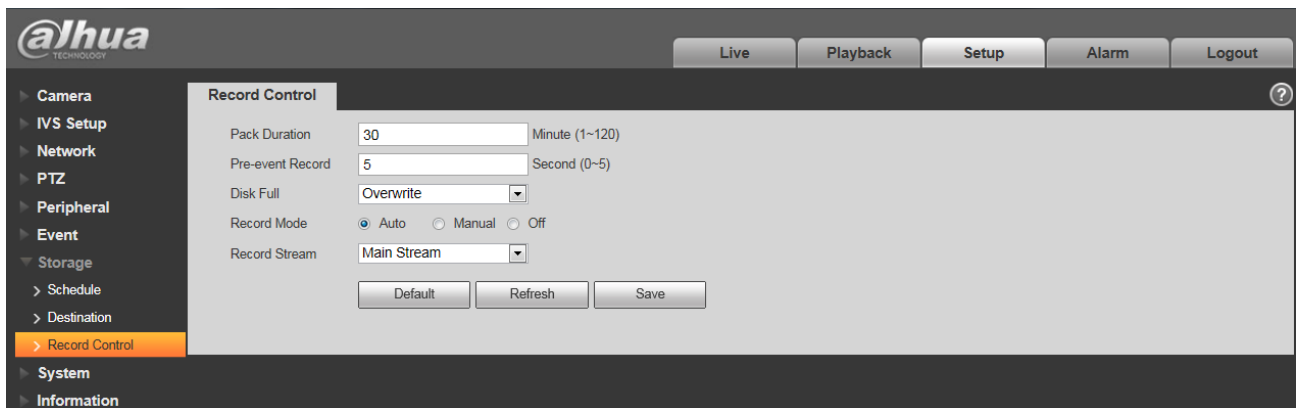 alhua
TECHNOLOGY
Live Playback Setup Alarm Logout
Camera
IVS Setup
Network
PTZ
Peripheral
Event
Storage
> Schedule
> Destination
> Record Control
System
Information
Record Control ?
Pack Duration 30 Minute (1~120)
Pre-event Record 5 Second (0~5)
Disk Full Overwrite
Record Mode Auto Manual Off
Record Stream Main Stream
Default Refresh Save